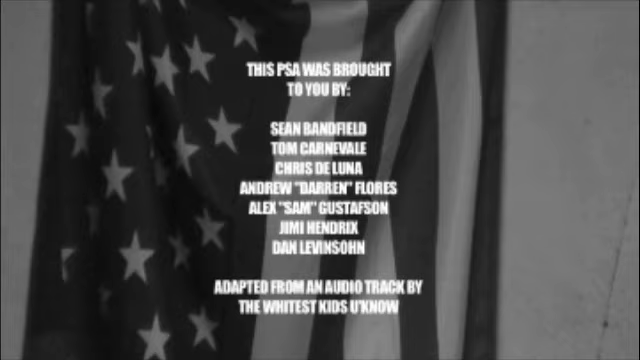 THIS PSA WAS BROUGHT
TO YOU BY:
SEAN BANDFIELD
TOM CARNEVALE
CHRIS DE LUNA
ANDREW "DARREN" FLORES
ALEX "SAM" GUSTAFSON
JIMI HENDRIX
DAN LEVINSOHN
ADAPTED FROM AN AUDIO TRACK BY
THE WHITEST KIDS U'KNOW